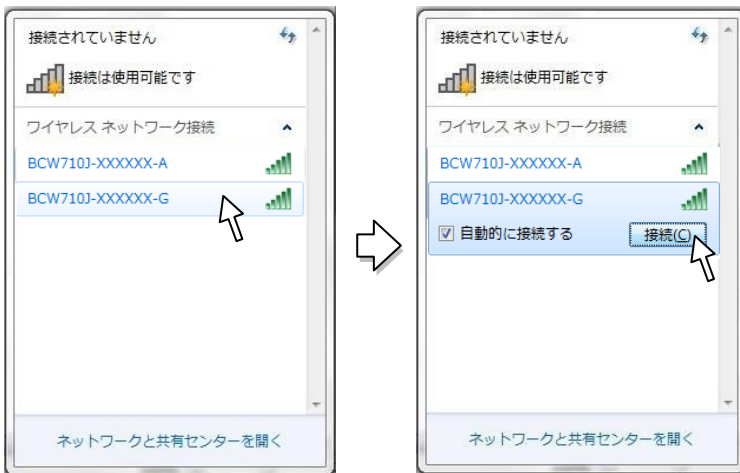 接続されていません
接続は使用可能です
ワイヤレス ネットワーク接続
BCW710J-XXXXXX-A
BCW710J-XXXXXX-G
ネットワークと共有センターを開く
接続されていません
接続は使用可能です
ワイヤレス ネットワーク接続
BCW710J-XXXXXX-A
BCW710J-XXXXXX-G
自動的に接続する 接続(C)
ネットワークと共有センターを開く